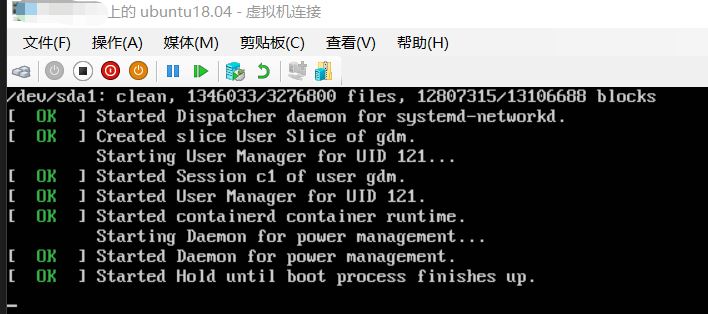 上的 ubuntu18.04 - 虚拟机连接
文件(F) 操作(A) 媒体(M) 剪贴板(C) 查看(V) 帮助(H)
/dev/sda1: clean, 1346033/3276800 files, 12807315/13106688 blocks
[  OK  ] Started Dispatcher daemon for systemd-networkd.
[  OK  ] Created slice User Slice of gdm.
Starting User Manager for UID 121...
[  OK  ] Started Session c1 of user gdm.
[  OK  ] Started User Manager for UID 121.
[  OK  ] Started containerd container runtime.
Starting Daemon for power management...
[  OK  ] Started Daemon for power management.
[  OK  ] Started Hold until boot process finishes up.